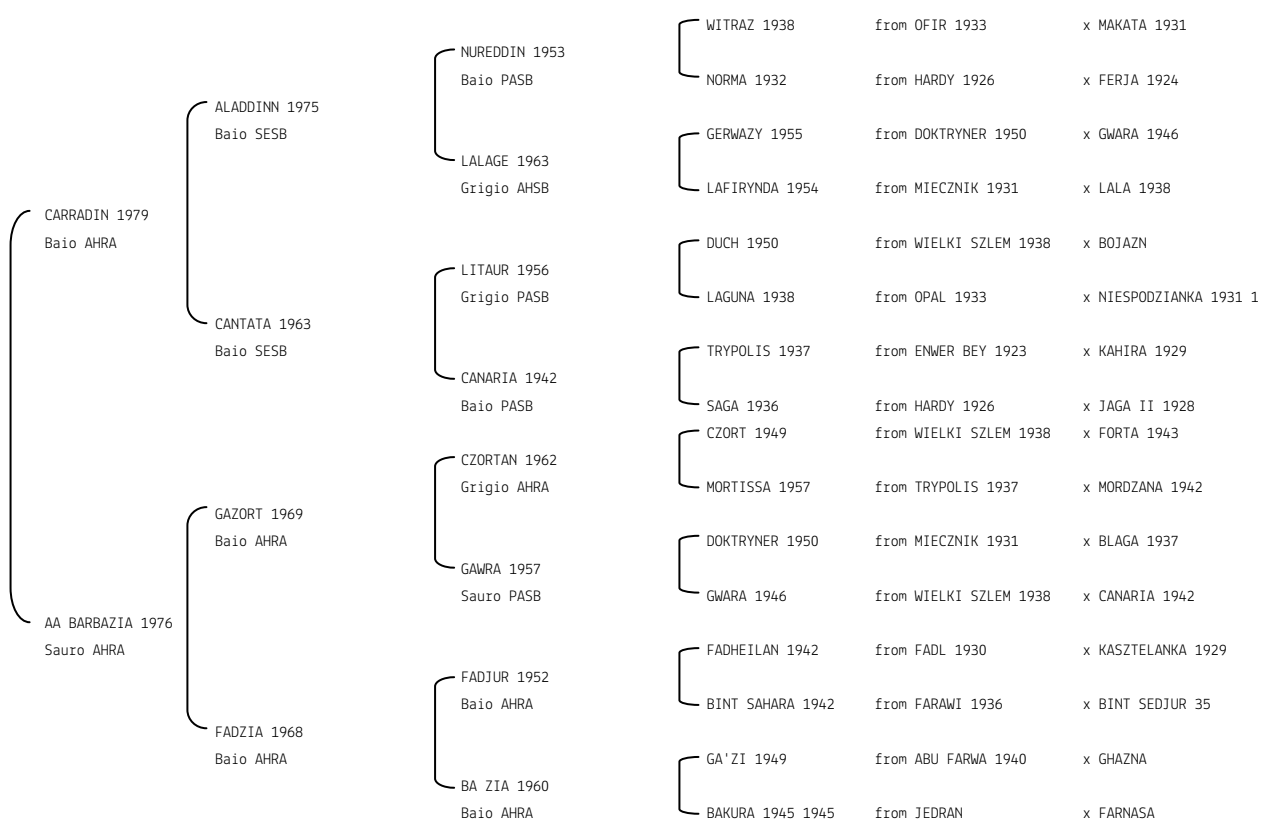 WITRAZ 1938 from OFIR 1933 x MAKATA 1931
NUREDDIN 1953
Baio PASB
NORMA 1932 from HARDY 1926 x FERJA 1924
ALADDINN 1975
Baio SESB
GERWAZY 1955 from DOKTRYNER 1950 x GWARA 1946
LALAGE 1963
Grigio AHSB
LAFIRYNDA 1954 from MIECZNIK 1931 x LALA 1938
CARRADIN 1979
Baio AHRA
DUCH 1950 from WIELKI SZLEM 1938 x BOJAZN
LITAUR 1956
Grigio PASB
LAGUNA 1938 from OPAL 1933 x NIESPODZIANKA 1931 1
CANTATA 1963
Baio SESB
TRYPOLIS 1937 from ENWER BEY 1923 x KAHIRA 1929
CANARIA 1942
Baio PASB
SAGA 1936 from HARDY 1926 x JAGA II 1928
CZORT 1949 from WIELKI SZLEM 1938 x FORTA 1943
CZORTAN 1962
Grigio AHRA
MORTISSA 1957 from TRYPOLIS 1937 x MORDZANA 1942
GAZORT 1969
Baio AHRA
DOKTRYNER 1950 from MIECZNIK 1931 x BLAGA 1937
GAWRA 1957
Sauro PASB
GWARA 1946 from WIELKI SZLEM 1938 x CANARIA 1942
AA BARBAZIA 1976
Sauro AHRA
FADHEILAN 1942 from FADL 1930 x KASZTELANKA 1929
FADJUR 1952
Baio AHRA
BINT SAHARA 1942 from FARAWI 1936 x BINT SEDJUR 35
FADZIA 1968
Baio AHRA
GA'ZI 1949 from ABU FARWA 1940 x GHAZNA
BA ZIA 1960
Baio AHRA
BAKURA 1945 1945 from JEDRAN x FARNASA